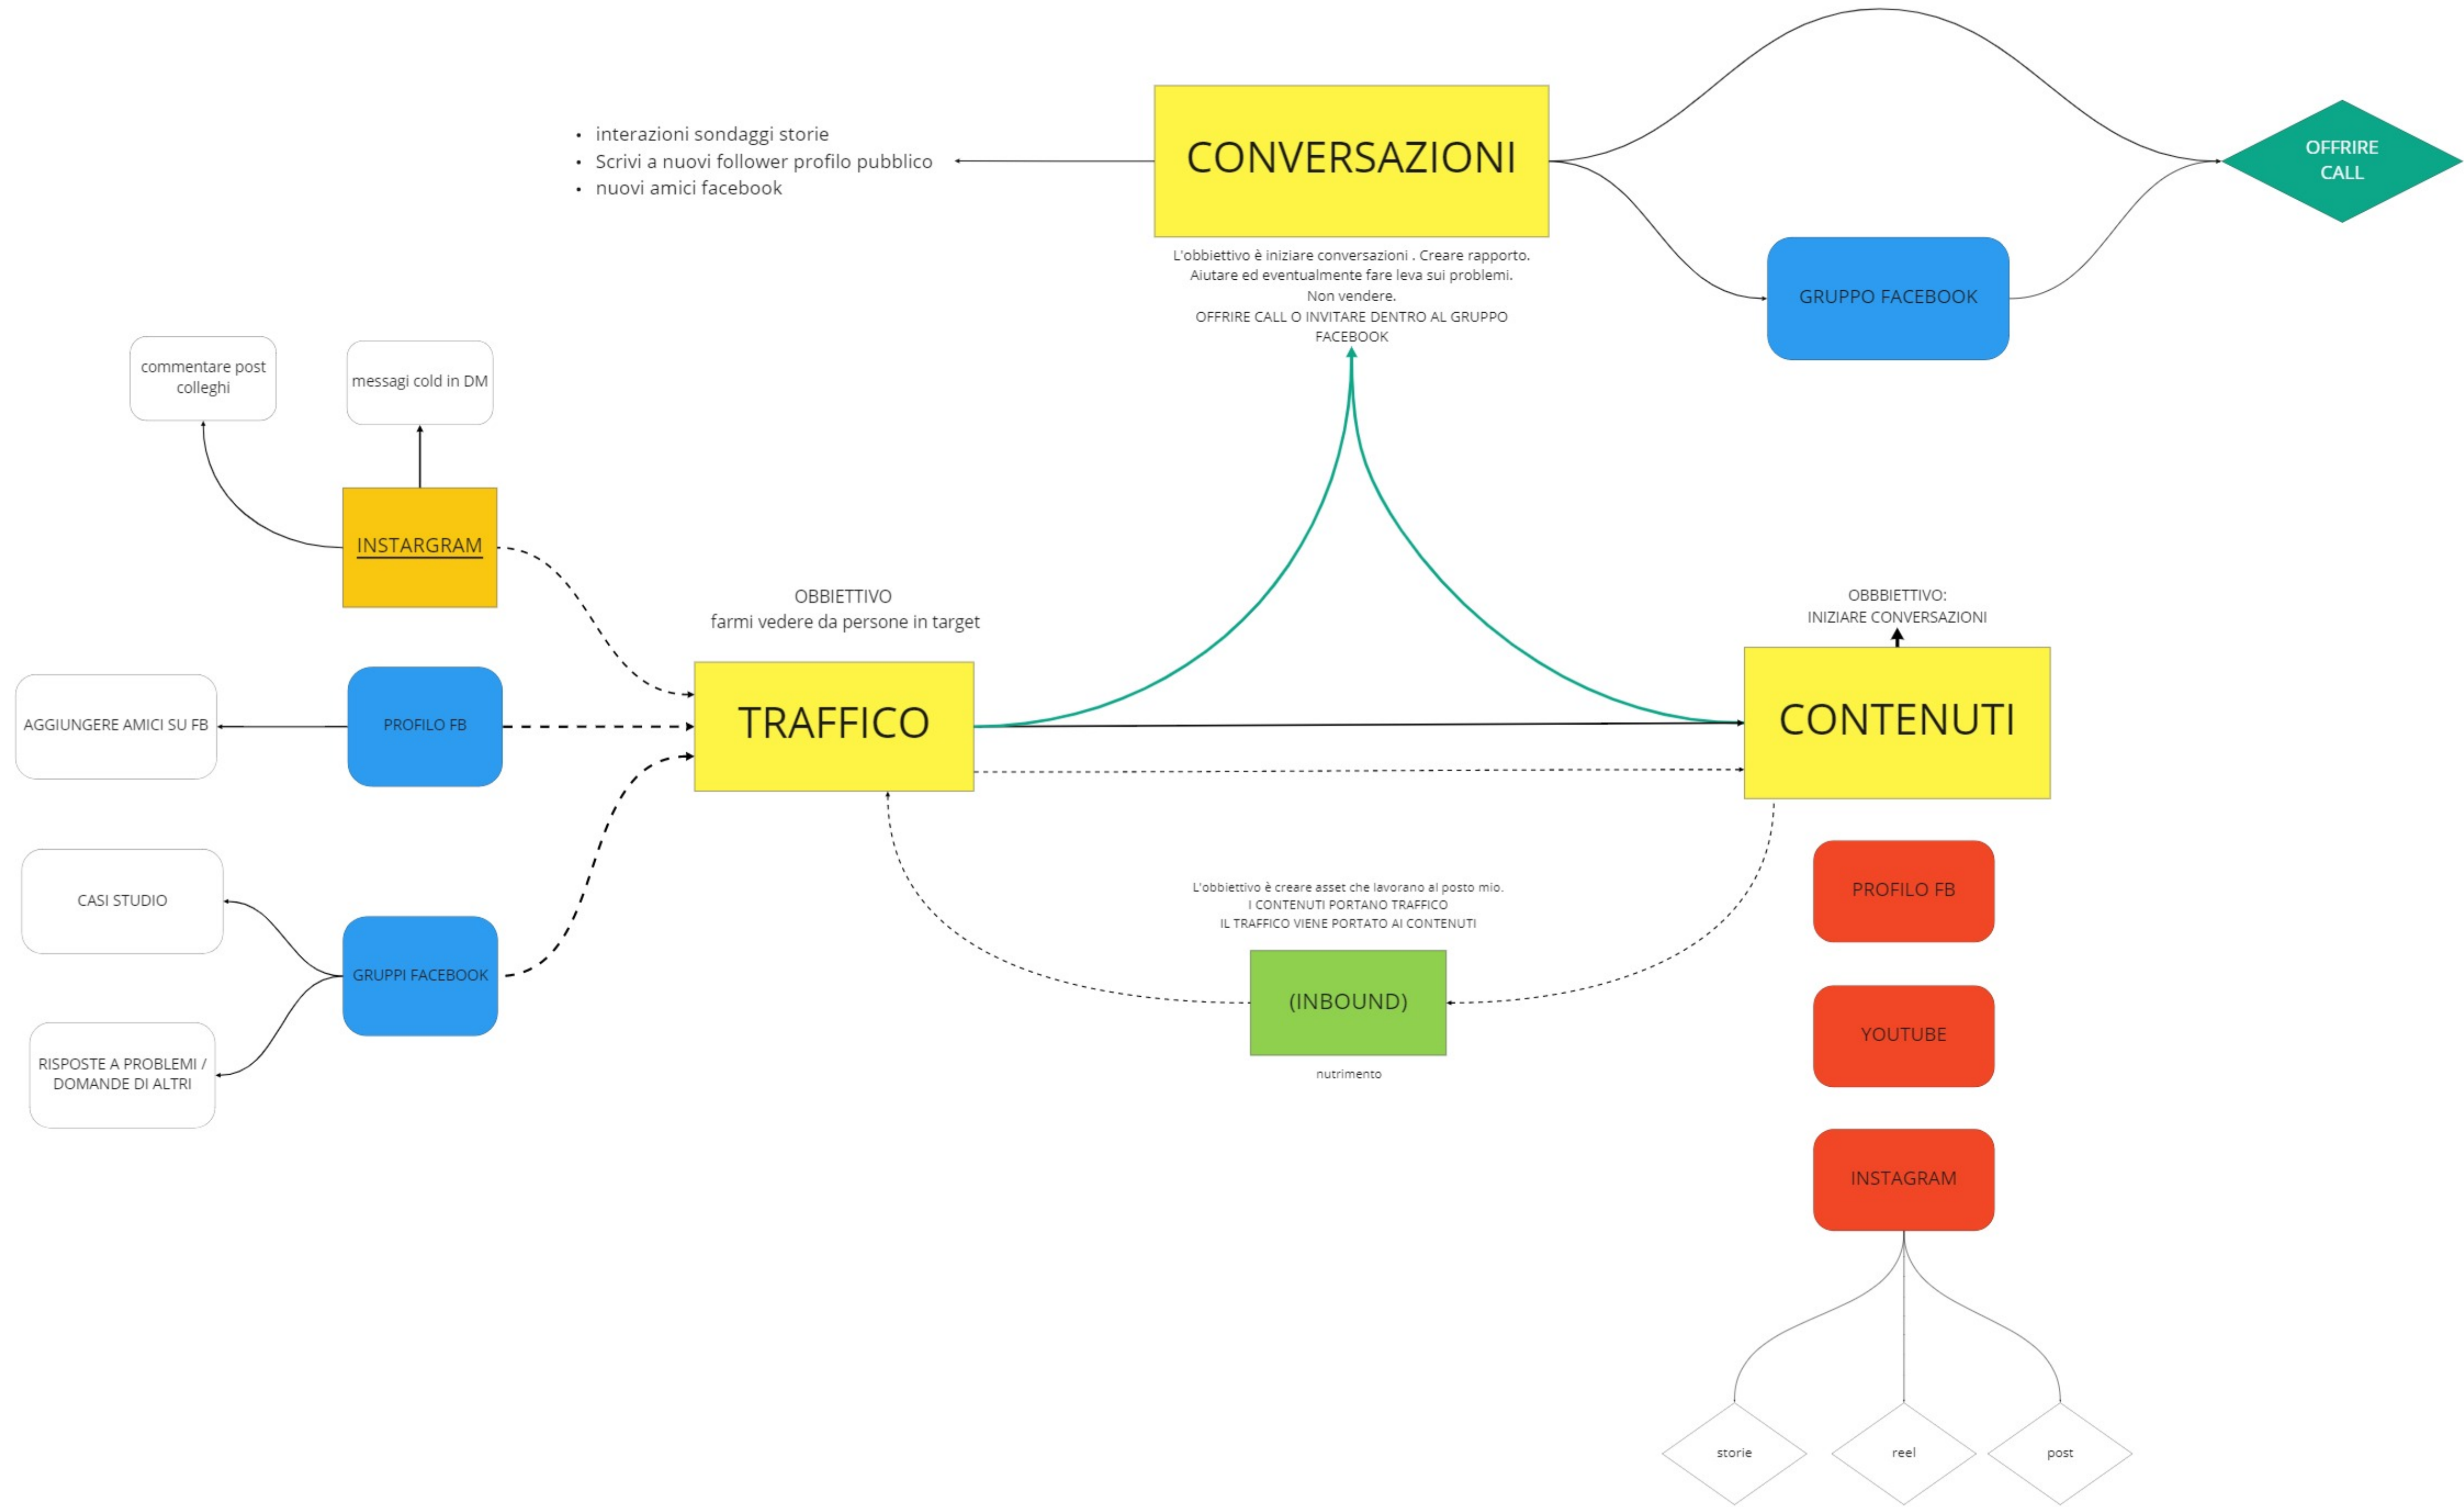 • interazioni sondaggi storie
• Scrivi a nuovi follower profilo pubblico
• nuovi amici facebook
CONVERSAZIONI
L'obbiettivo è iniziare conversazioni . Creare rapporto.
Aiutare ed eventualmente fare leva sui problemi.
Non vendere.
OFFRIRE CALL O INVITARE DENTRO AL GRUPPO
FACEBOOK
OFFRIRE
CALL
GRUPPO FACEBOOK
commentare post
colleghi
messagi cold in DM
INSTARGRAM
AGGIUNGERE AMICI SU FB
PROFILO FB
CASI STUDIO
GRUPPI FACEBOOK
RISPOSTE A PROBLEMI /
DOMANDE DI ALTRI
OBBIETTIVO
farmi vedere da persone in target
TRAFFICO
OBBBIETTIVO:
INIZIARE CONVERSAZIONI
CONTENUTI
L'obbiettivo è creare asset che lavorano al posto mio.
I CONTENUTI PORTANO TRAFFICO
IL TRAFFICO VIENE PORTATO AI CONTENUTI
(INBOUND)
nutrimento
PROFILO FB
YOUTUBE
INSTAGRAM
storie
reel
post